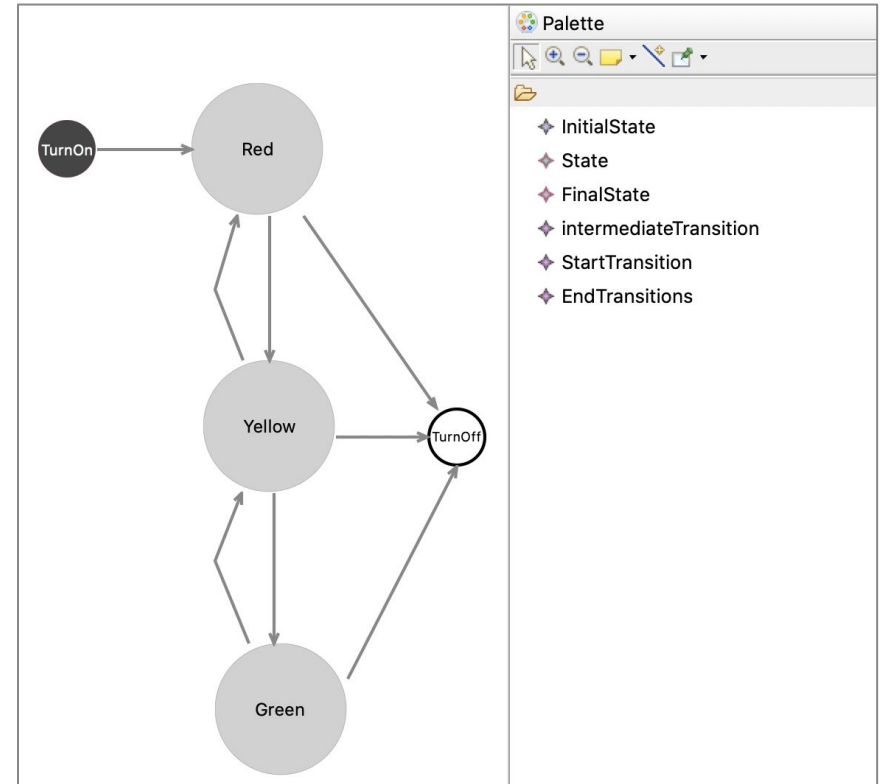 TurnOn
Red
Yellow
TurnOff
Green
Palette
InitialState
State
FinalState
intermediateTransition
StartTransition
EndTransitions